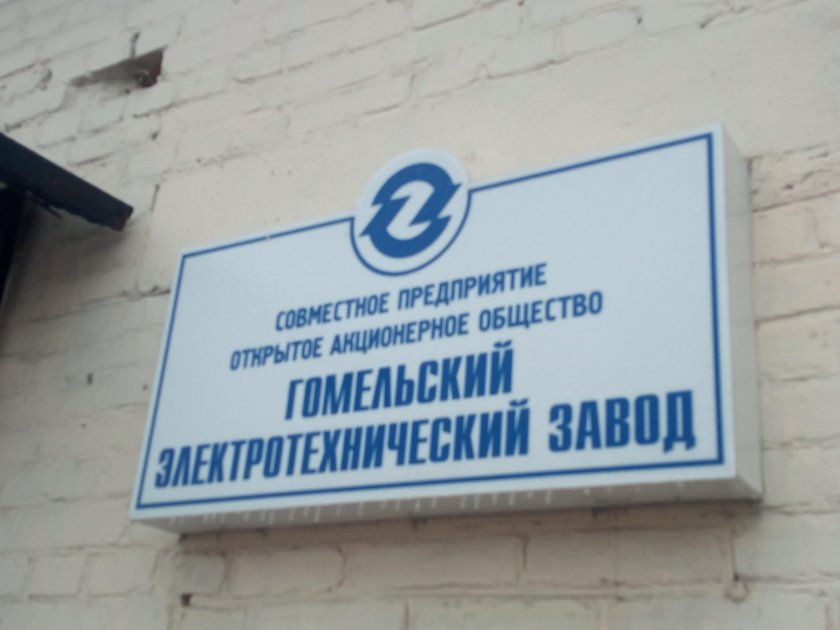 СОВМЕСТНОЕ ПРЕДПРИЯТИЕ
ОТКРЫТОЕ АКЦИОНЕРНОЕ ОБЩЕСТВО
ГОМЕЛЬСКИЙ
ЭЛЕКТРОТЕХНИЧЕСКИЙ ЗАВОД